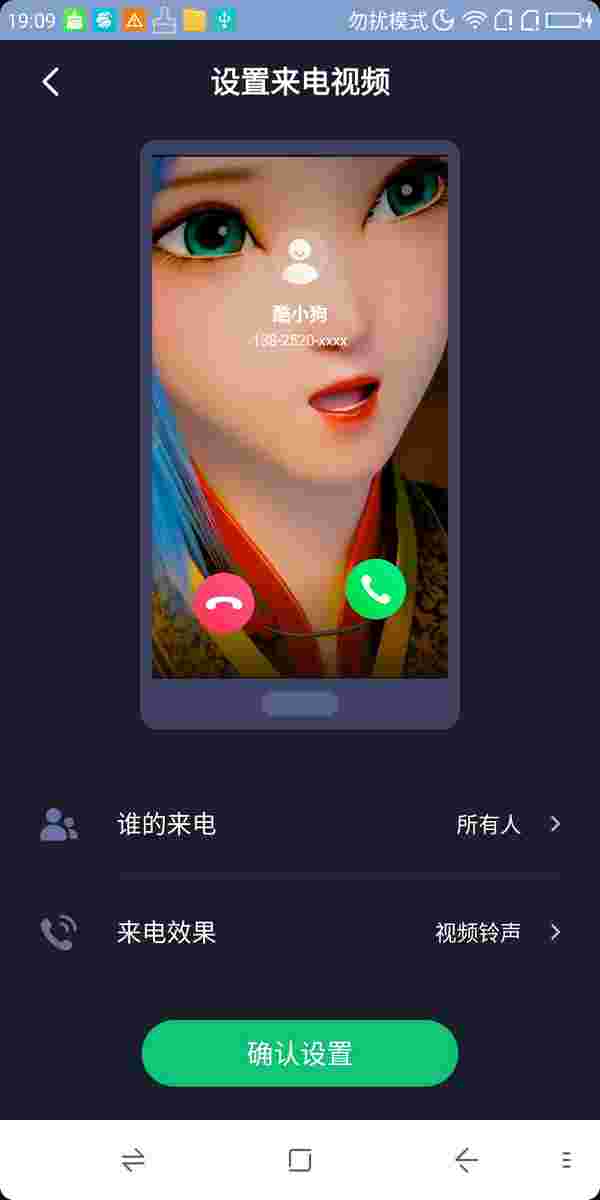 19:09
勿扰模式
设置来电视频
酷小狗
138-2520-xxxx
谁的来电
所有人
来电效果
视频铃声
确认设置